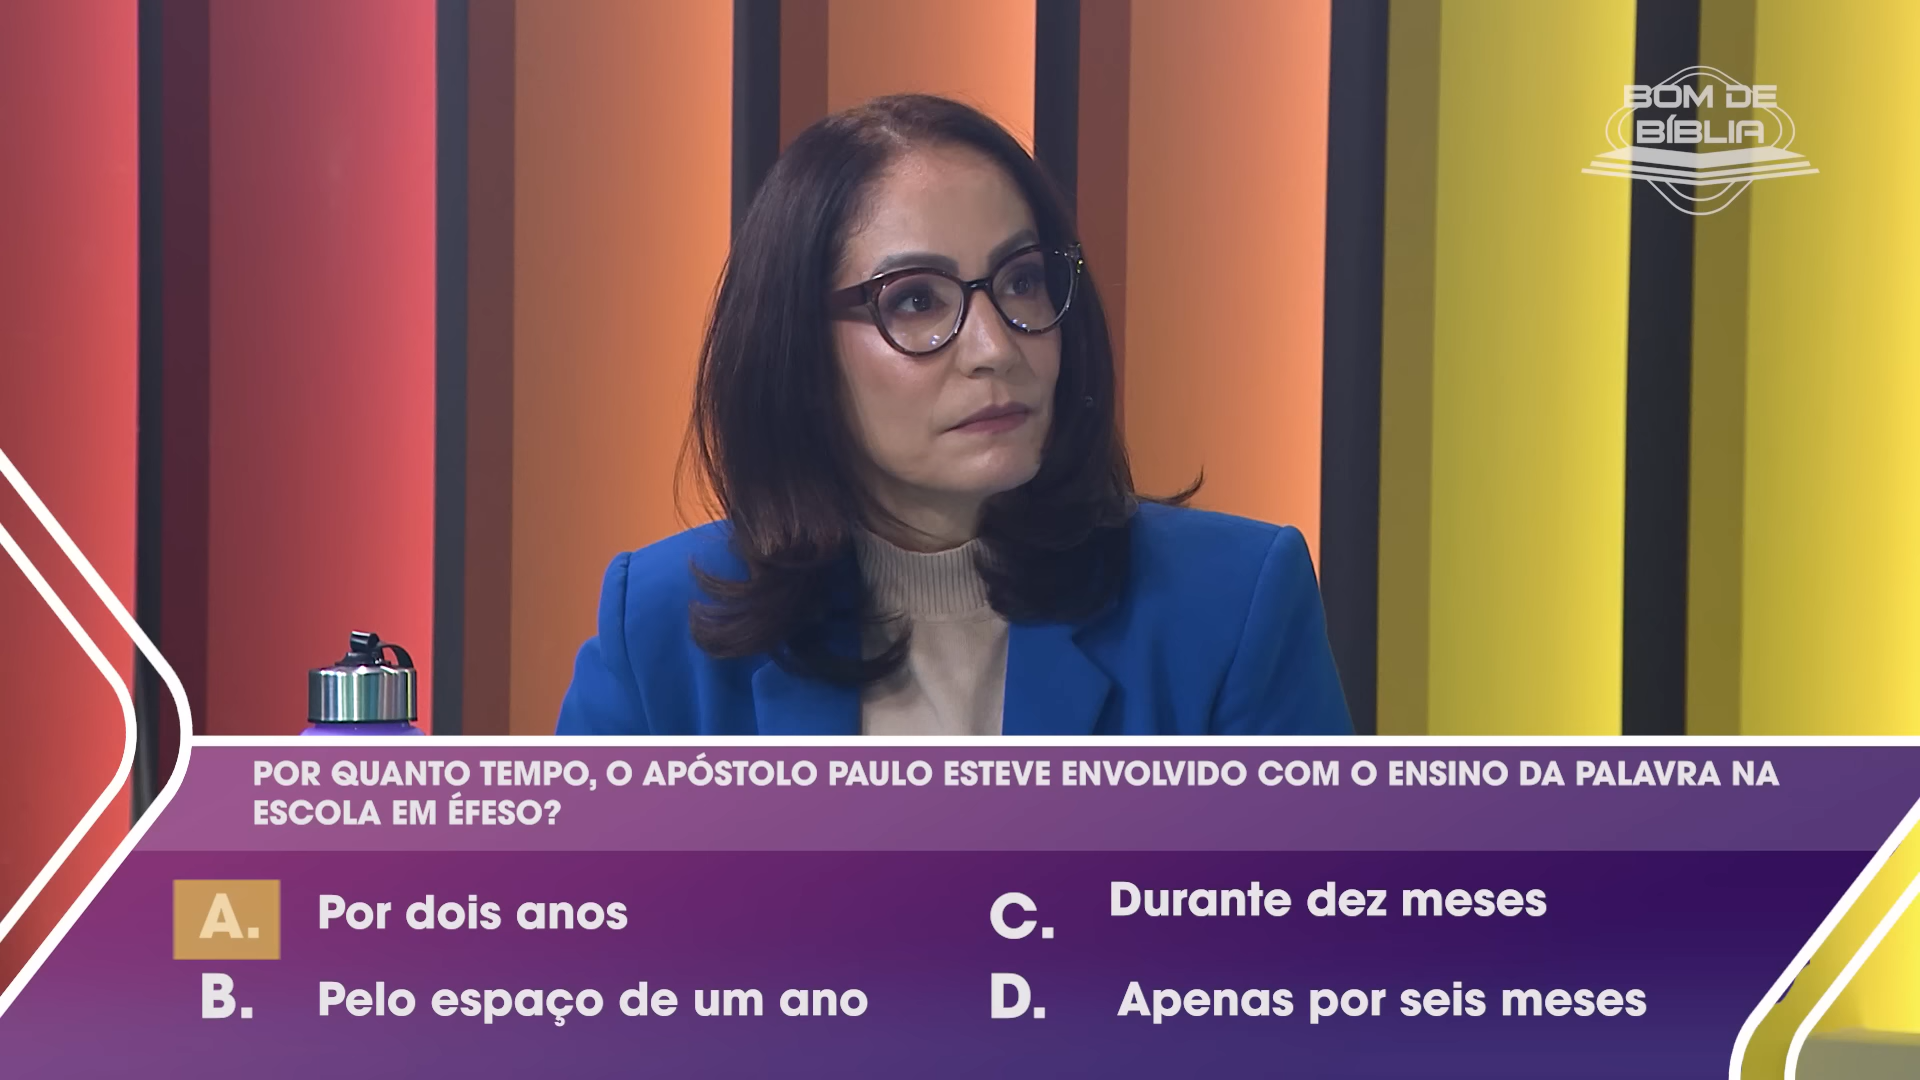 BOM DE
BÍBLIA
POR QUANTO TEMPO, O APÓSTOLO PAULO ESTEVE ENVOLVIDO COM O ENSINO DA PALAVRA NA
ESCOLA EM ÉFESO?
A. Por dois anos
B. Pelo espaço de um ano
C. Durante dez meses
D. Apenas por seis meses